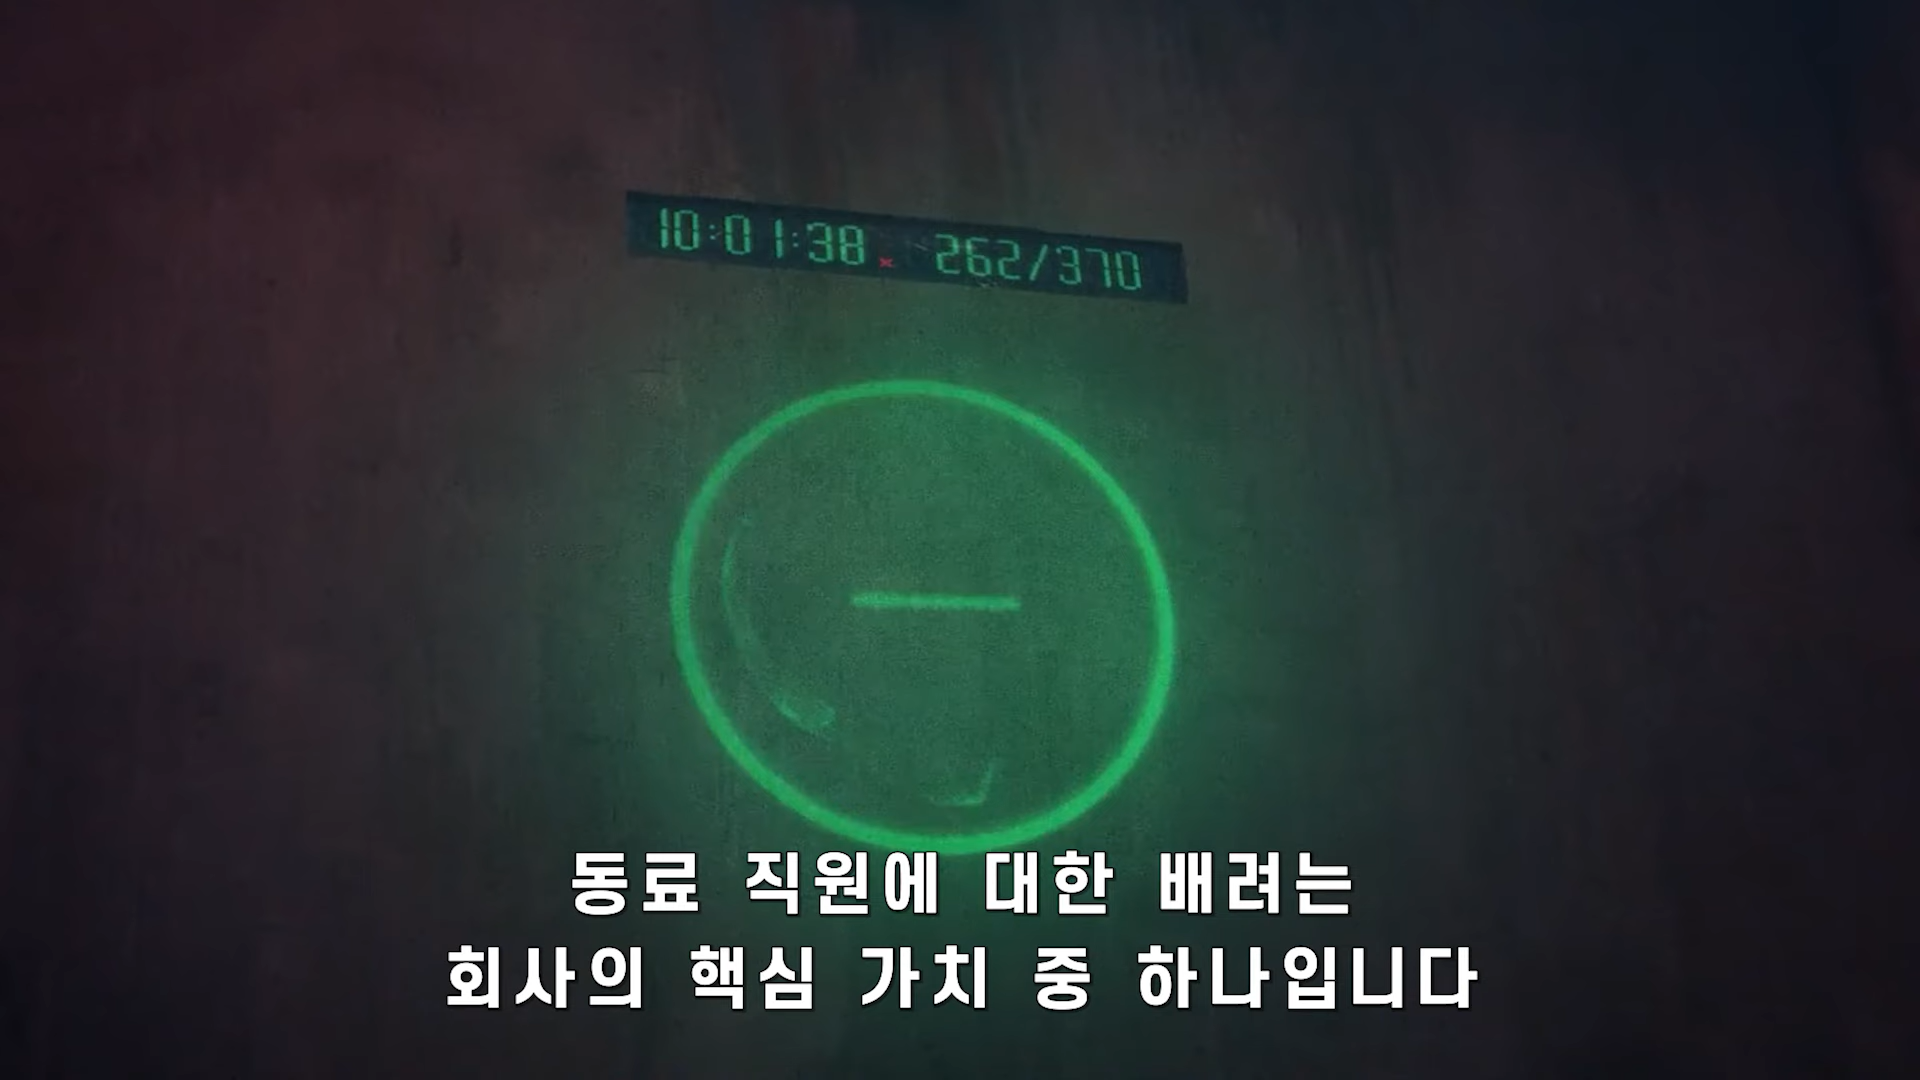 10:01:38 262/370
동료 직원에 대한 배려는
회사의 핵심 가치 중 하나입니다